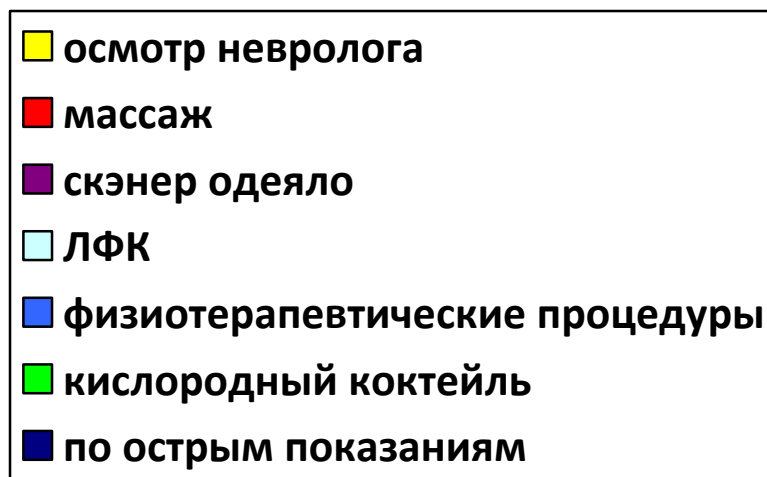 осмотр невролога
массаж
скэнер одеяло
ЛФК
физиотерапевтические процедуры
кислородный коктейль
по острым показаниям